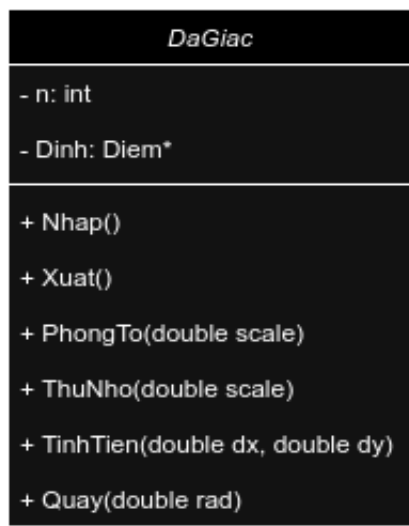 DaGiac
- n: int
- Dinh: Diem*
+ Nhap()
+ Xuat()
+ PhongTo(double scale)
+ ThuNho(double scale)
+ TinhTien(double dx, double dy)
+ Quay(double rad)